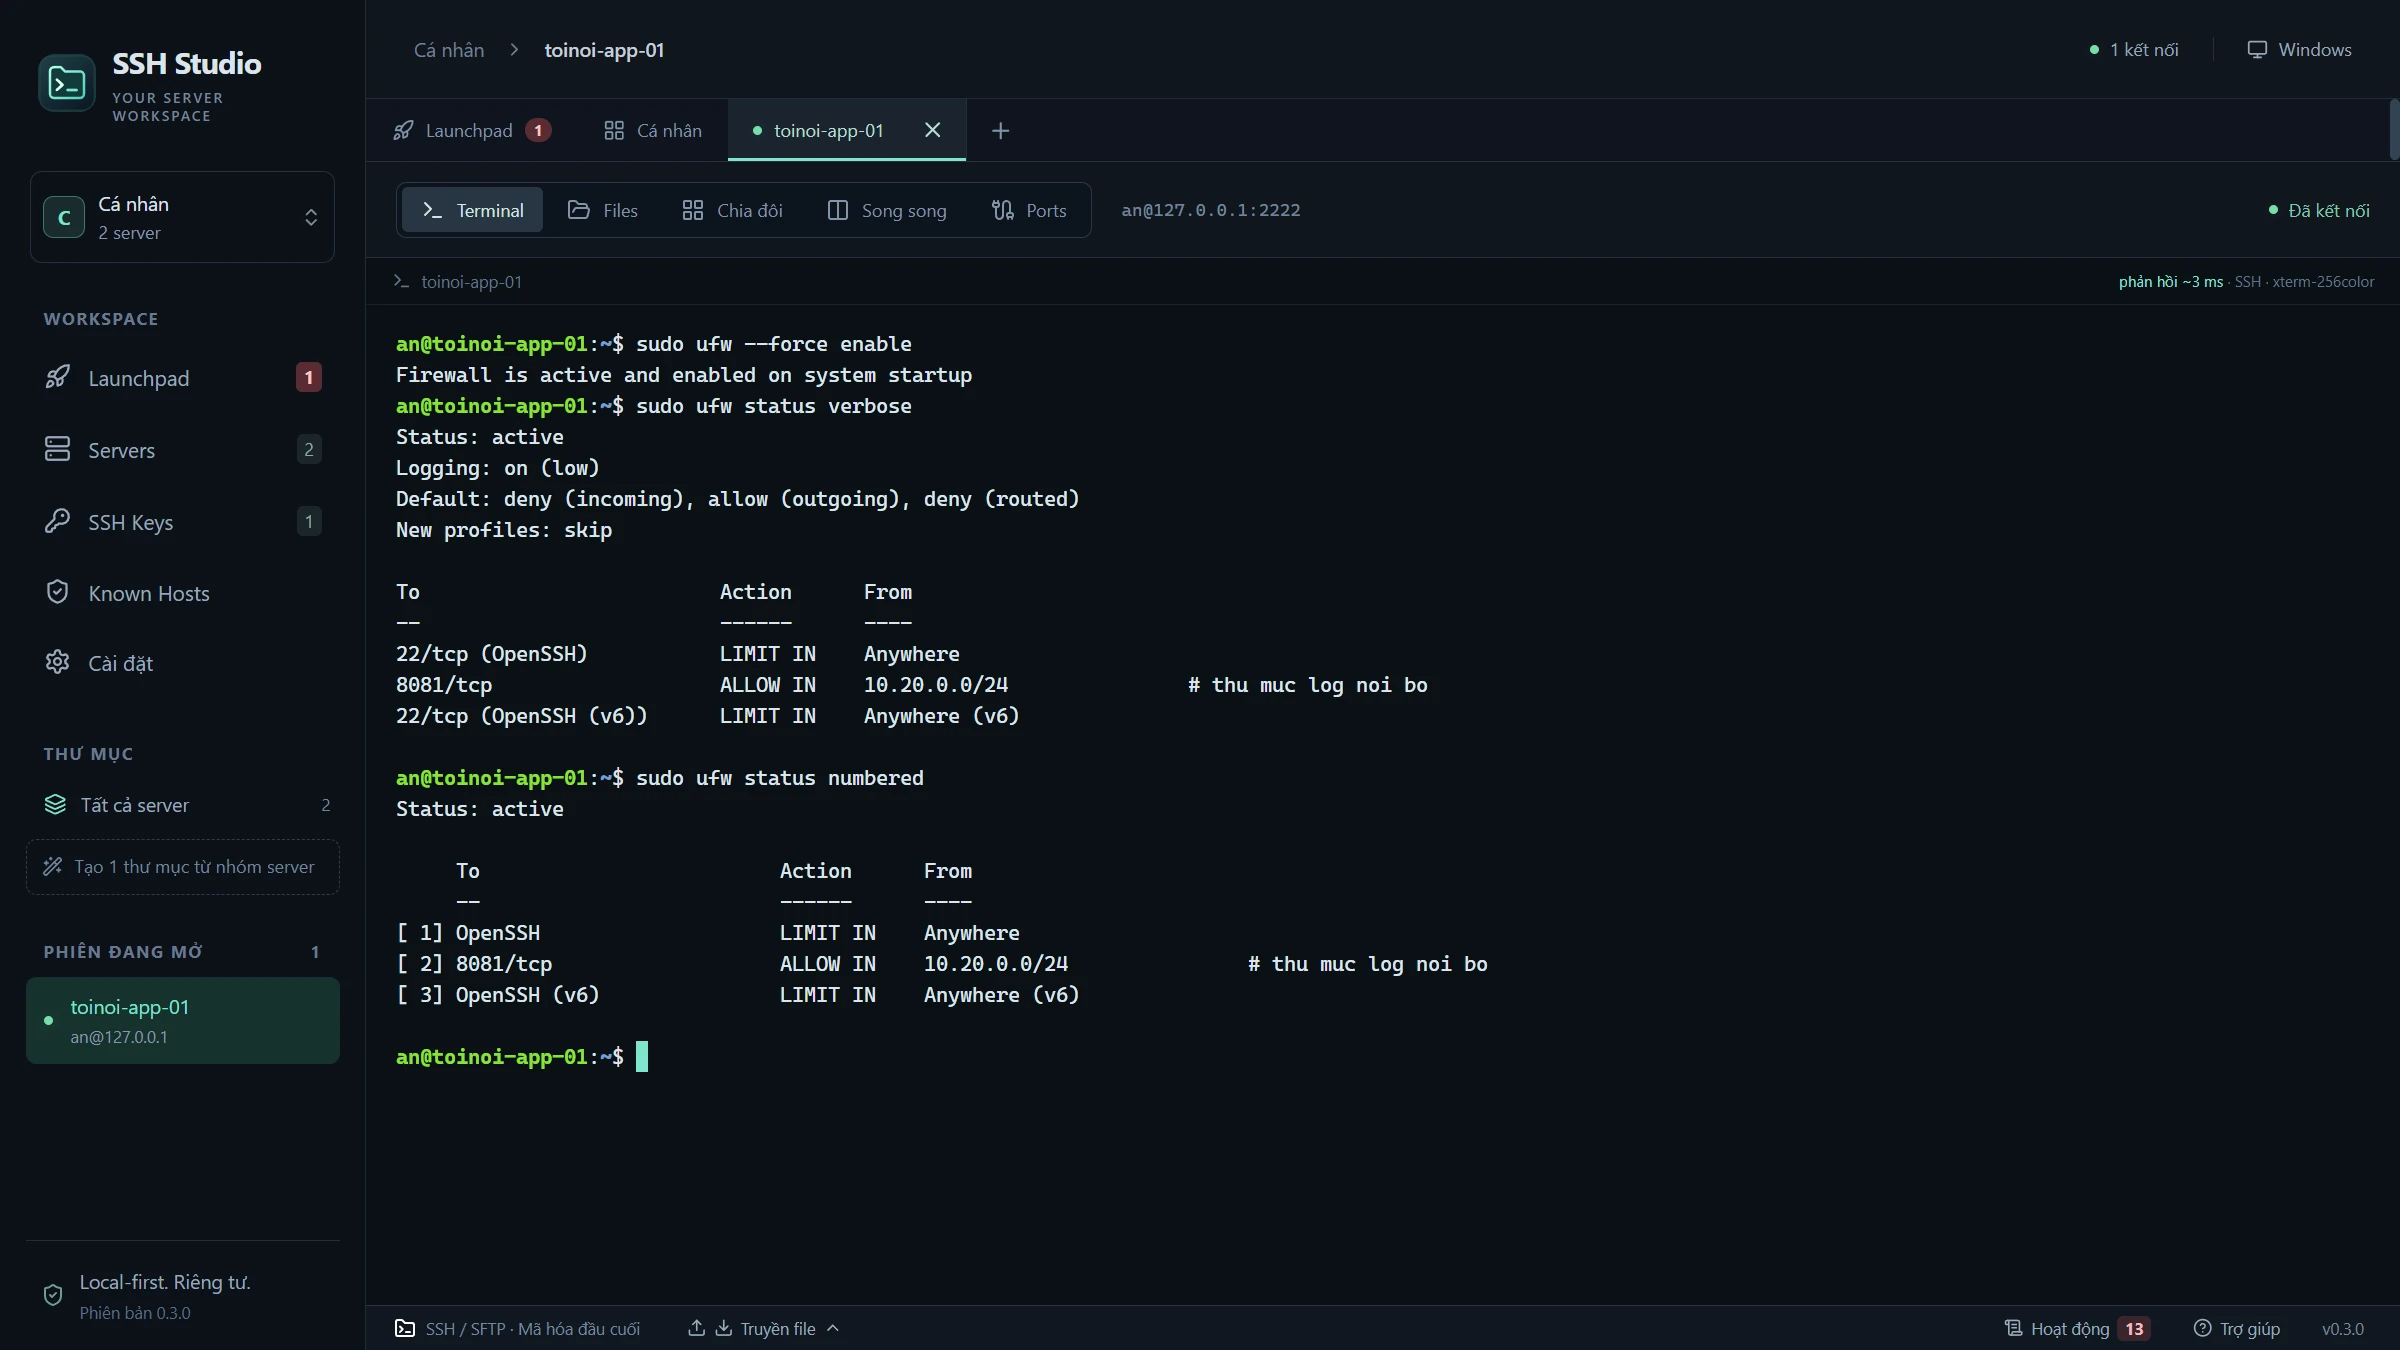 SSH Studio
YOUR SERVER
WORKSPACE
C
Cá nhân
2 server
WORKSPACE
Launchpad 1
Servers 2
SSH Keys 1
Known Hosts
Cài đặt
THƯ MỤC
Tất cả server 2
Tạo 1 thư mục từ nhóm server
PHIÊN ĐANG MỞ 1
toinoi-app-01
an@127.0.0.1
Local-first. Riêng tư.
Phiên bản 0.3.0
Cá nhân > toinoi-app-01
1 kết nối
Windows
Launchpad 1
Cá nhân
toinoi-app-01
Terminal
Files
Chia đôi
Song song
Ports
an@127.0.0.1:2222
Đã kết nối
toinoi-app-01
phản hồi ~3 ms · SSH · xterm-256color
an@toinoi-app-01:~$ sudo ufw --force enable
Firewall is active and enabled on system startup
an@toinoi-app-01:~$ sudo ufw status verbose
Status: active
Logging: on (low)
Default: deny (incoming), allow (outgoing), deny (routed)
New profiles: skip
To Action From
-- ------ ----
22/tcp (OpenSSH) LIMIT IN Anywhere
8081/tcp ALLOW IN 10.20.0.0/24 # thu muc log noi bo
22/tcp (OpenSSH (v6)) LIMIT IN Anywhere (v6)
an@toinoi-app-01:~$ sudo ufw status numbered
Status: active
To Action From
-- ------ ----
[ 1] OpenSSH LIMIT IN Anywhere
[ 2] 8081/tcp ALLOW IN 10.20.0.0/24 # thu muc log noi bo
[ 3] OpenSSH (v6) LIMIT IN Anywhere (v6)
an@toinoi-app-01:~$
SSH / SFTP · Mã hóa đầu cuối
Truyền file
Hoạt động 13
Trợ giúp
v0.3.0